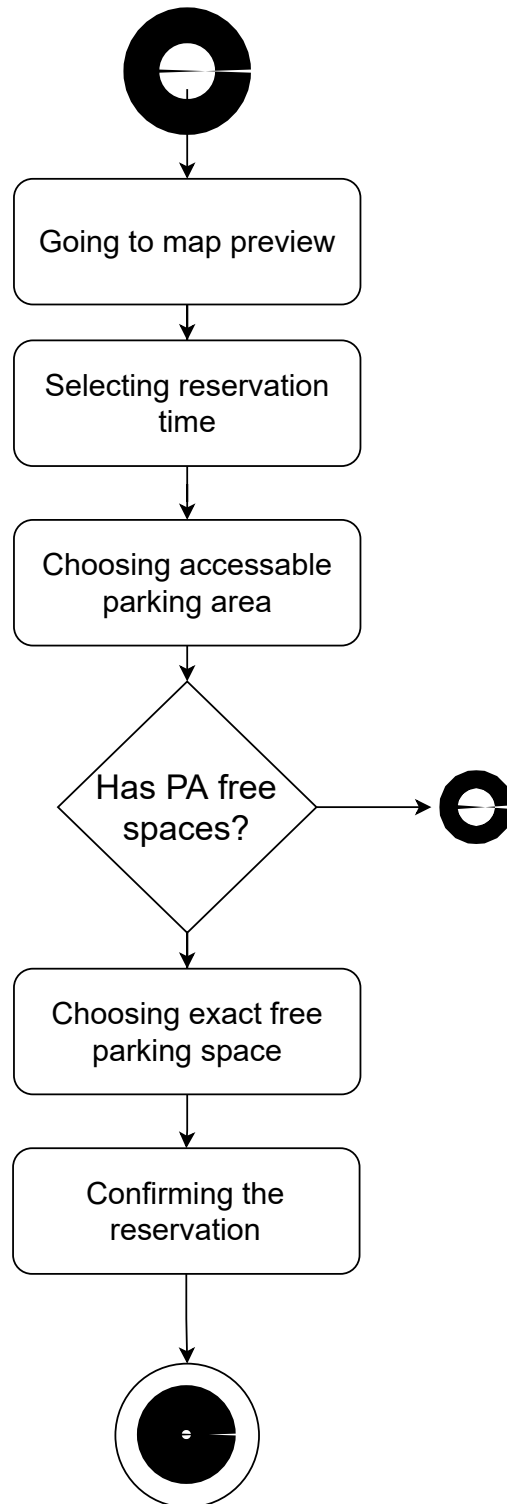 Going to map preview
Selecting reservation
time
Choosing accessable
parking area
Has PA free
spaces?
Choosing exact free
parking space
Confirming the
reservation